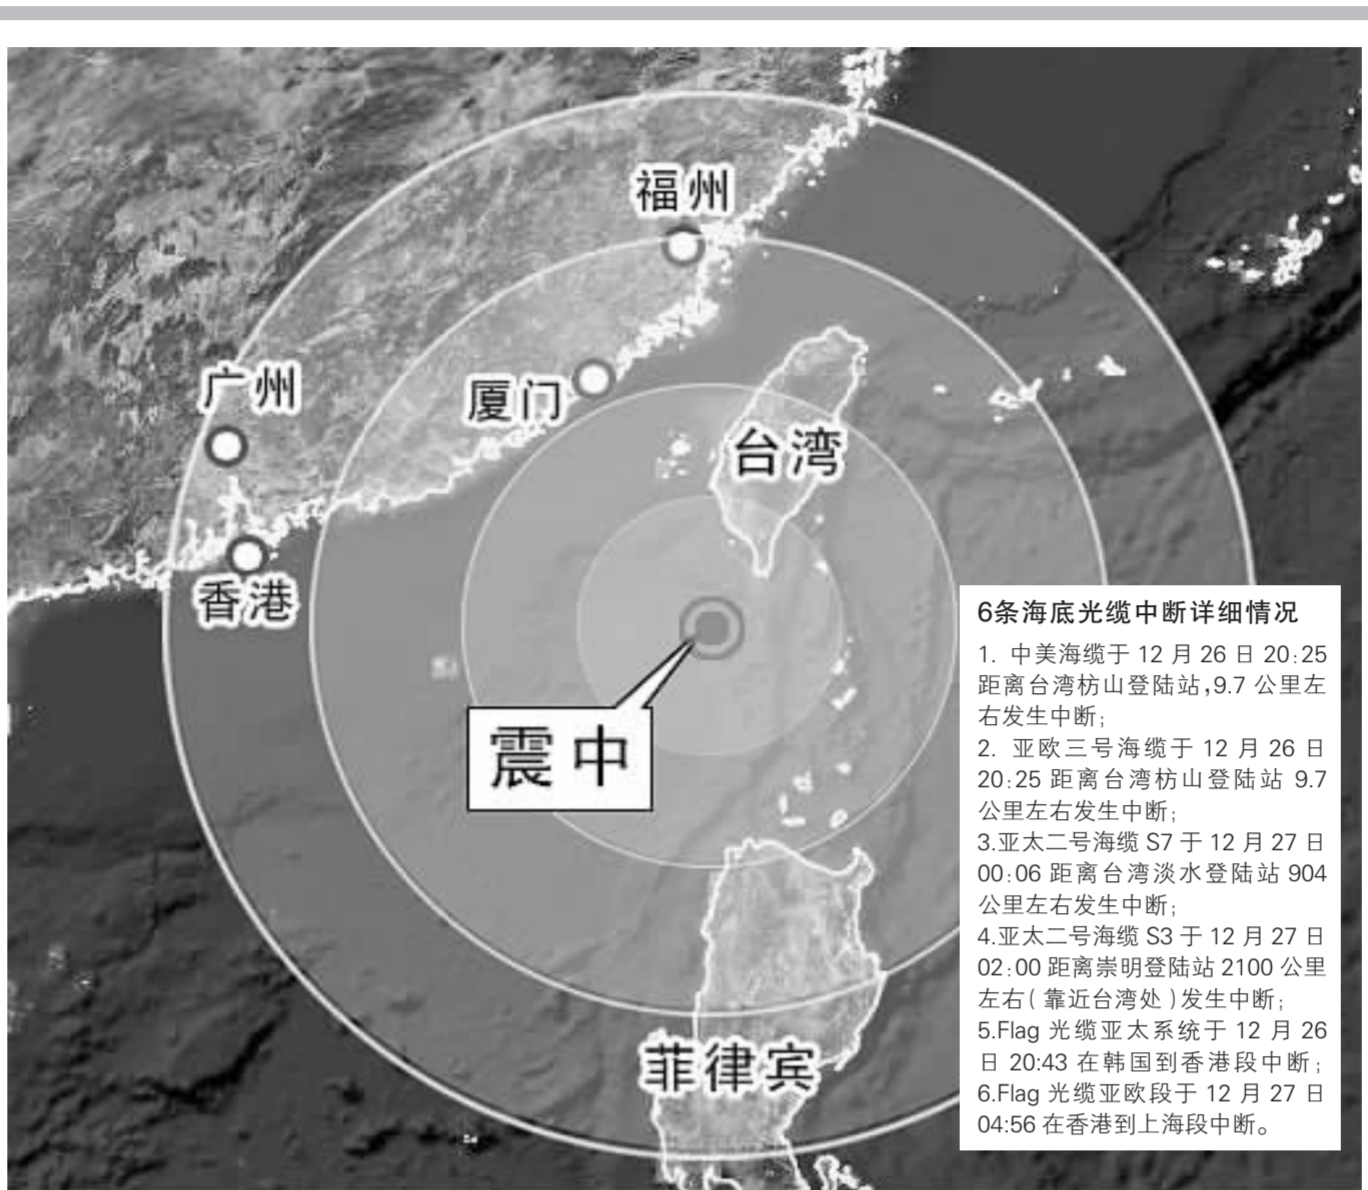 福州
广州
厦门
台湾
香港
震中
菲律宾
6条海底光缆中断详细情况
1. 中美海缆于 12 月 26 日 20:25
距离台湾枋山登陆站,9.7 公里左
右发生中断;
2. 亚欧三号海缆于 12 月 26 日
20:25 距离台湾枋山登陆站 9.7
公里左右发生中断;
3.亚太二号海缆 S7 于 12 月 27 日
00:06 距离台湾淡水登陆站 904
公里左右发生中断;
4.亚太二号海缆 S3 于 12 月 27 日
02:00 距离崇明登陆站 2100 公里
左右( 靠近台湾处 )发生中断;
5.Flag 光缆亚太系统于 12 月 26
日 20:43 在韩国到香港段中断;
6.Flag 光缆亚欧段于 12 月 27 日
04:56 在香港到上海段中断。